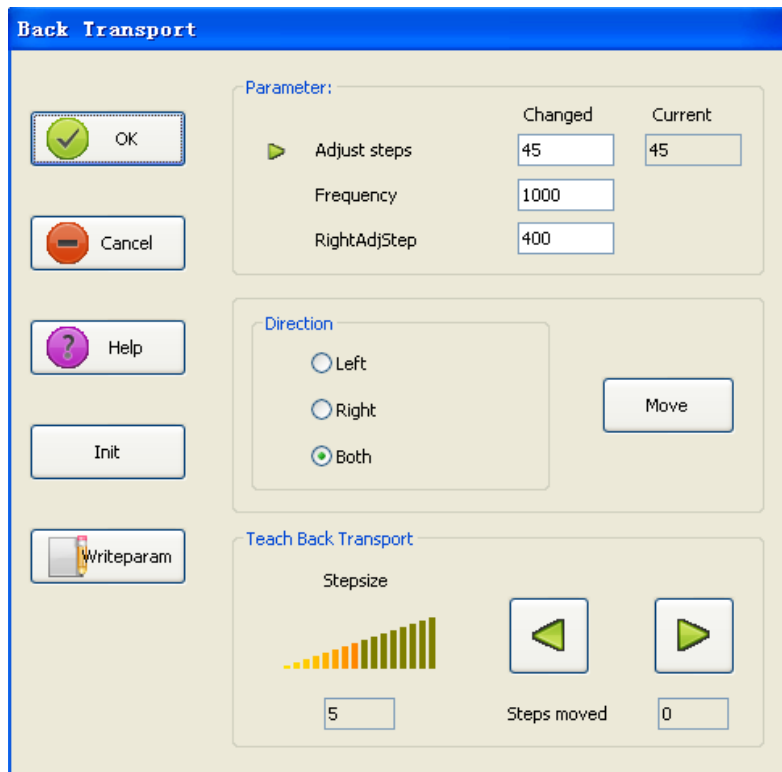 Back Transport
OK
Cancel
? Help
Init
Writeparam
Parameter:
Changed Current
Adjust steps 45 45
Frequency 1000
RightAdjStep 400
Direction
Left
Right
Both
Move
Teach Back Transport
Stepsize
5 Steps moved 0